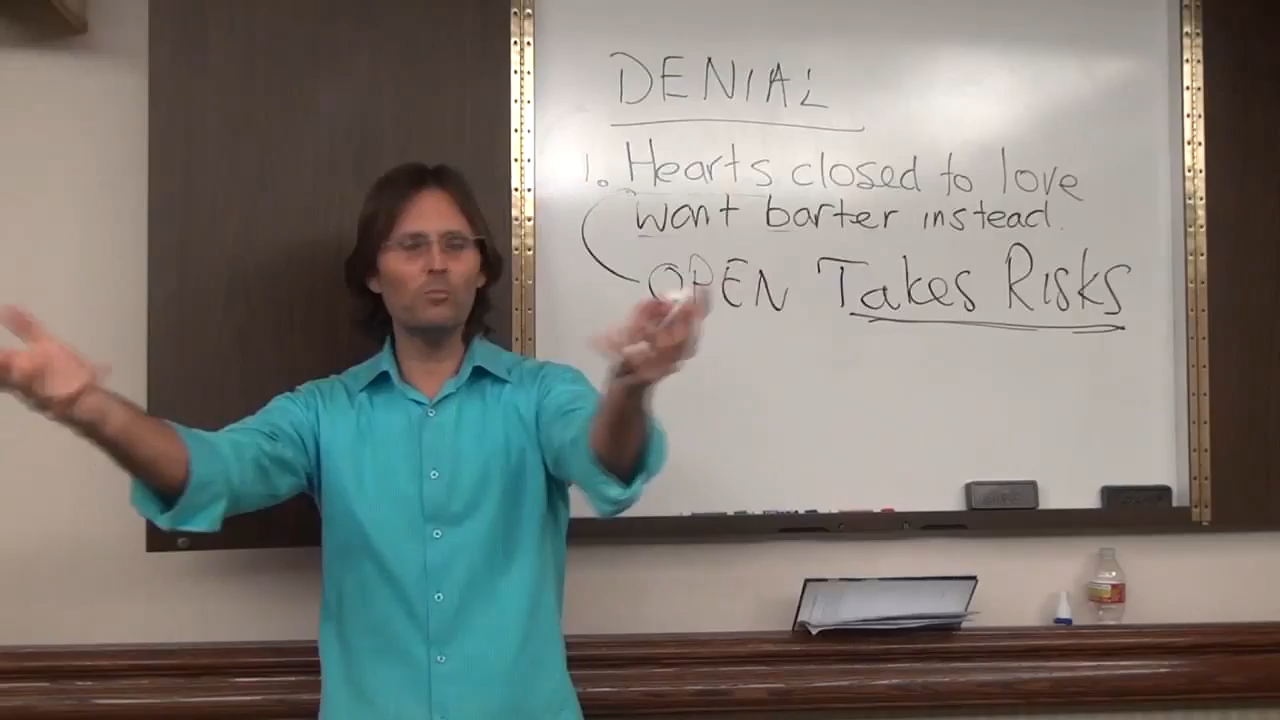 DENIAL
1. Hearts closed to love
want barter instead.
OPEN Takes Risks